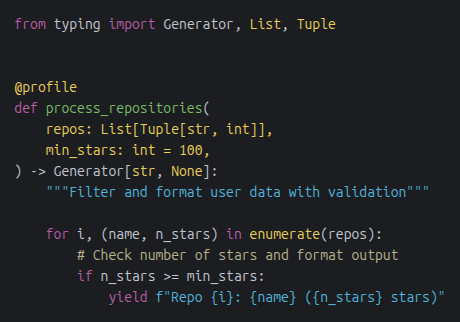 from typing import Generator, List, Tuple
@profile
def process_repositories(
    repos: List[Tuple[str, int]],
    min_stars: int = 100,
) -> Generator[str, None]:
    """Filter and format user data with validation"""
    for i, (name, n_stars) in enumerate(repos):
        # Check number of stars and format output
        if n_stars >= min_stars:
            yield f"Repo {i}: {name} ({n_stars} stars)"